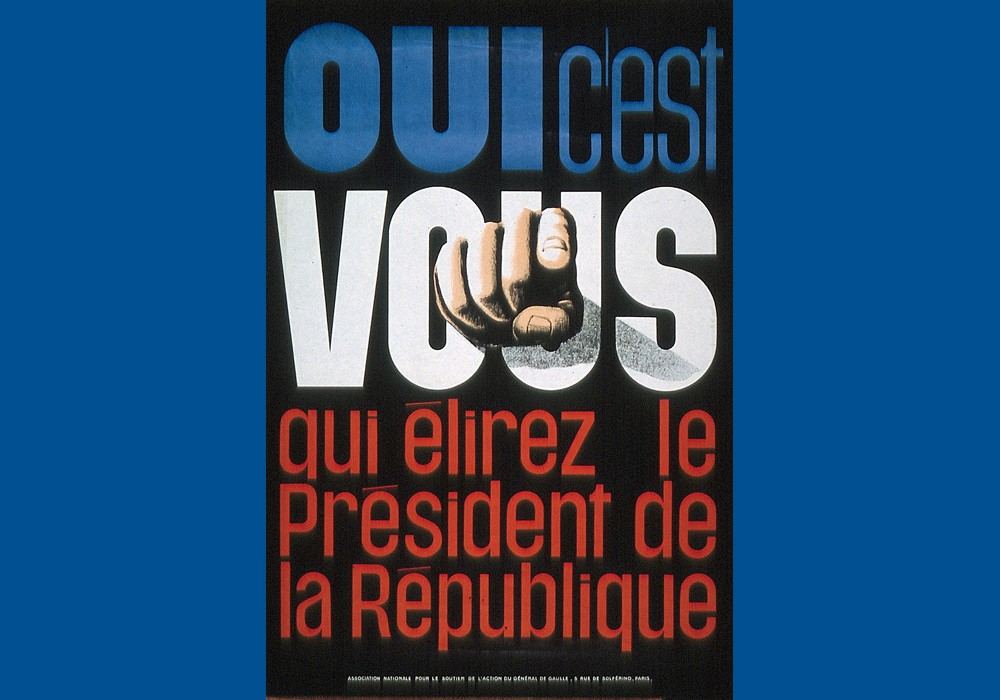 OUI c'est
VOUS
qui élirez le
Président de
la République
ASSOCIATION NATIONALE POUR LE SOUTIEN DE L'ACTION DU GÉNÉRAL DE GAULLE, 5 RUE DE SOLFÉRINO, PARIS.